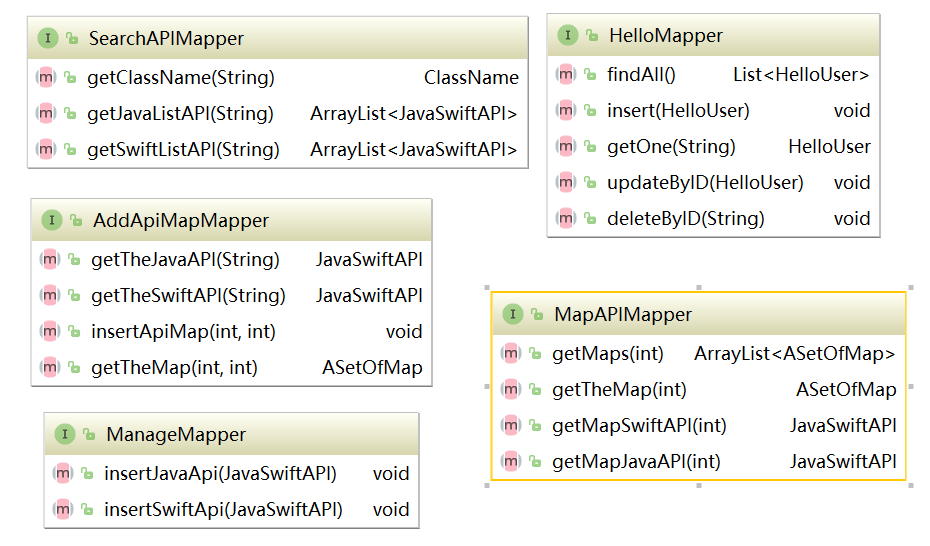 SearchAPIMapper
getClassName(String) ClassName
getJavaListAPI(String) ArrayList<JavaSwiftAPI>
getSwiftListAPI(String) ArrayList<JavaSwiftAPI>
HelloMapper
findAll() List<HelloUser>
insert(HelloUser) void
getOne(String) HelloUser
updateByID(HelloUser) void
deleteByID(String) void
AddApiMapMapper
getTheJavaAPI(String) JavaSwiftAPI
getTheSwiftAPI(String) JavaSwiftAPI
insertApiMap(int, int) void
getTheMap(int, int) ASetOfMap
MapAPIMapper
getMaps(int) ArrayList<ASetOfMap>
getTheMap(int) ASetOfMap
getMapSwiftAPI(int) JavaSwiftAPI
getMapJavaAPI(int) JavaSwiftAPI
ManageMapper
insertJavaApi(JavaSwiftAPI) void
insertSwiftApi(JavaSwiftAPI) void